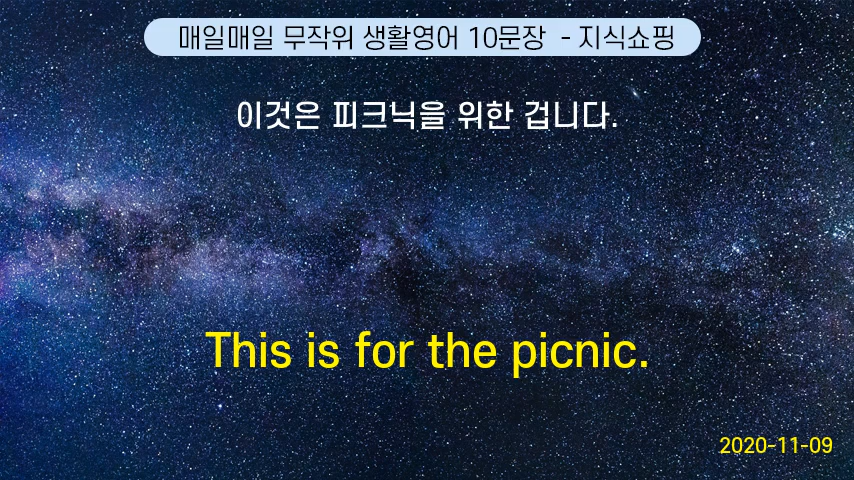 매일매일 무작위 생활영어 10문장 - 지식쇼핑
이것은 피크닉을 위한 겁니다.
This is for the picnic.
2020-11-09